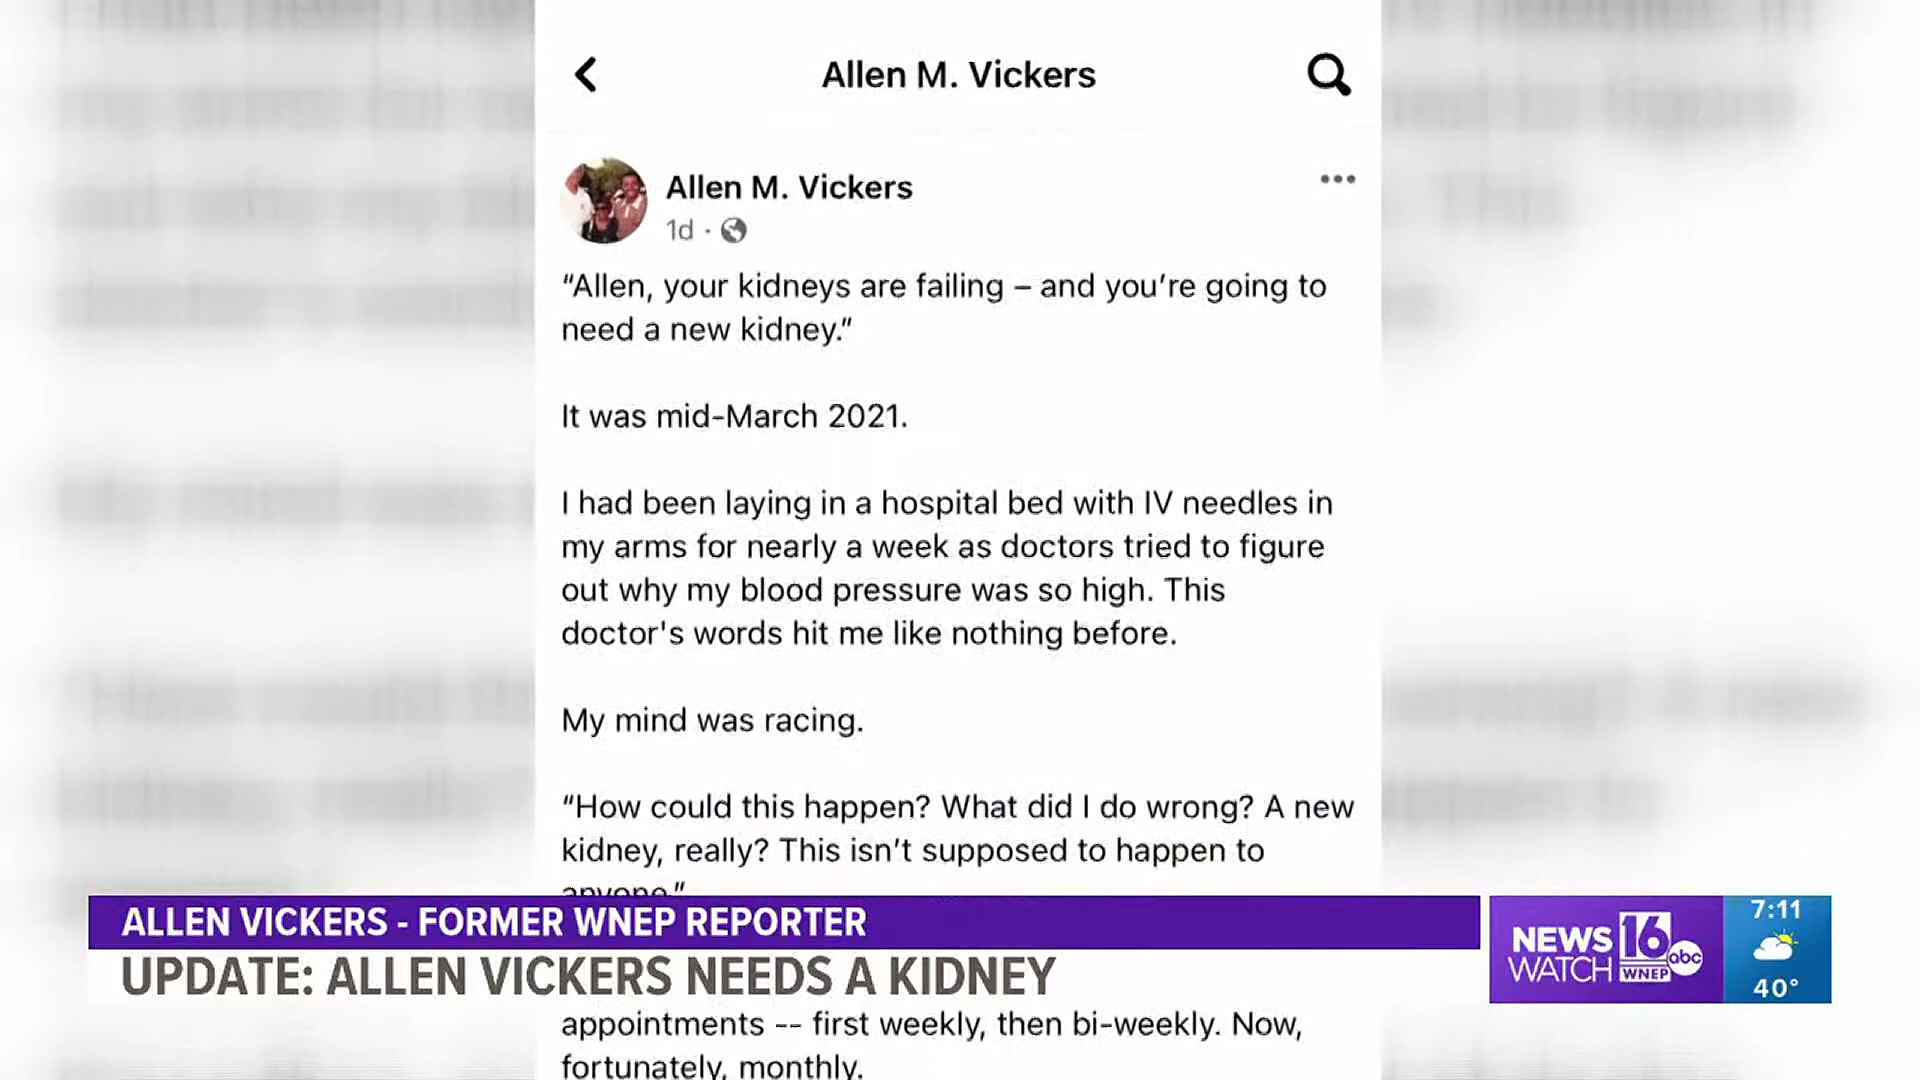 Allen M. Vickers
Allen M. Vickers
1d ·
“Allen, your kidneys are failing – and you’re going to
need a new kidney.”
It was mid-March 2021.
I had been laying in a hospital bed with IV needles in
my arms for nearly a week as doctors tried to figure
out why my blood pressure was so high. This
doctor's words hit me like nothing before.
My mind was racing.
“How could this happen? What did I do wrong? A new
kidney, really? This isn’t supposed to happen to
anyone.”
ALLEN VICKERS - FORMER WNEP REPORTER
UPDATE: ALLEN VICKERS NEEDS A KIDNEY
NEWS
WATCH
16
WNEP
abc
7:11
40°
appointments -- first weekly, then bi-weekly. Now,
fortunately, monthly.